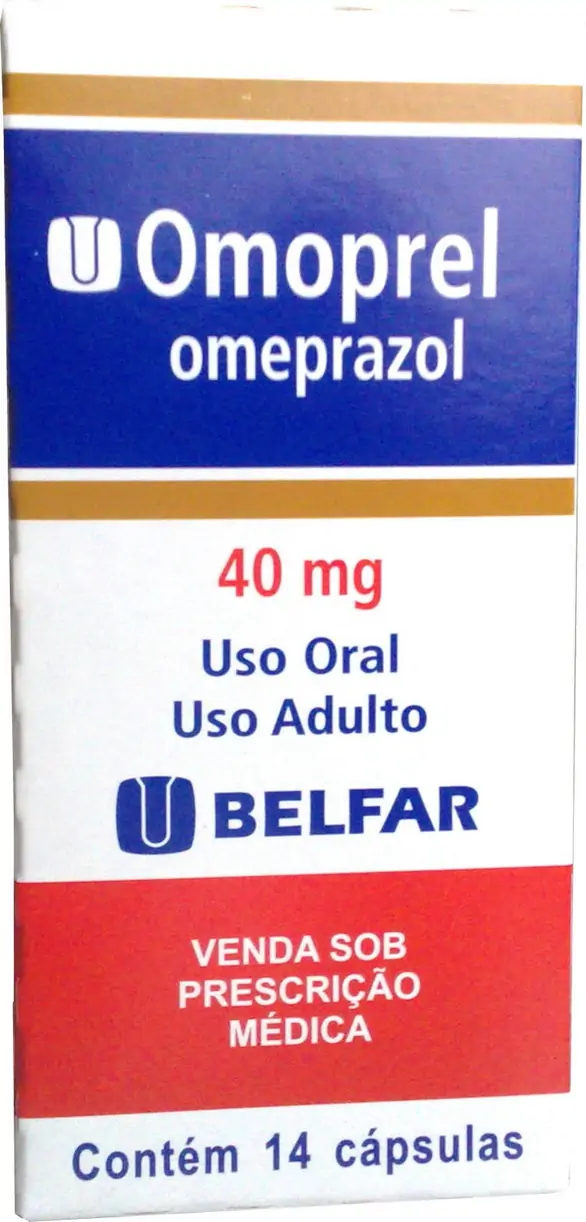 Omoprel
omeprazol
40 mg
Uso Oral
Uso Adulto
BELFAR
VENDA SOB
PRESCRIÇÃO
MÉDICA
Contém 14 cápsulas